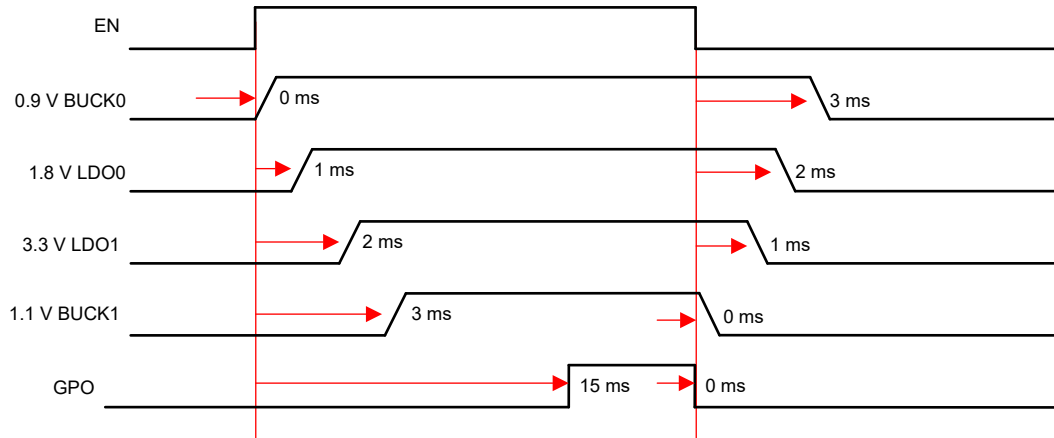 EN
0.9 V BUCK0
0 ms
3 ms
1.8 V LDO0
1 ms
2 ms
3.3 V LDO1
2 ms
1 ms
1.1 V BUCK1
3 ms
0 ms
GPO
15 ms
0 ms